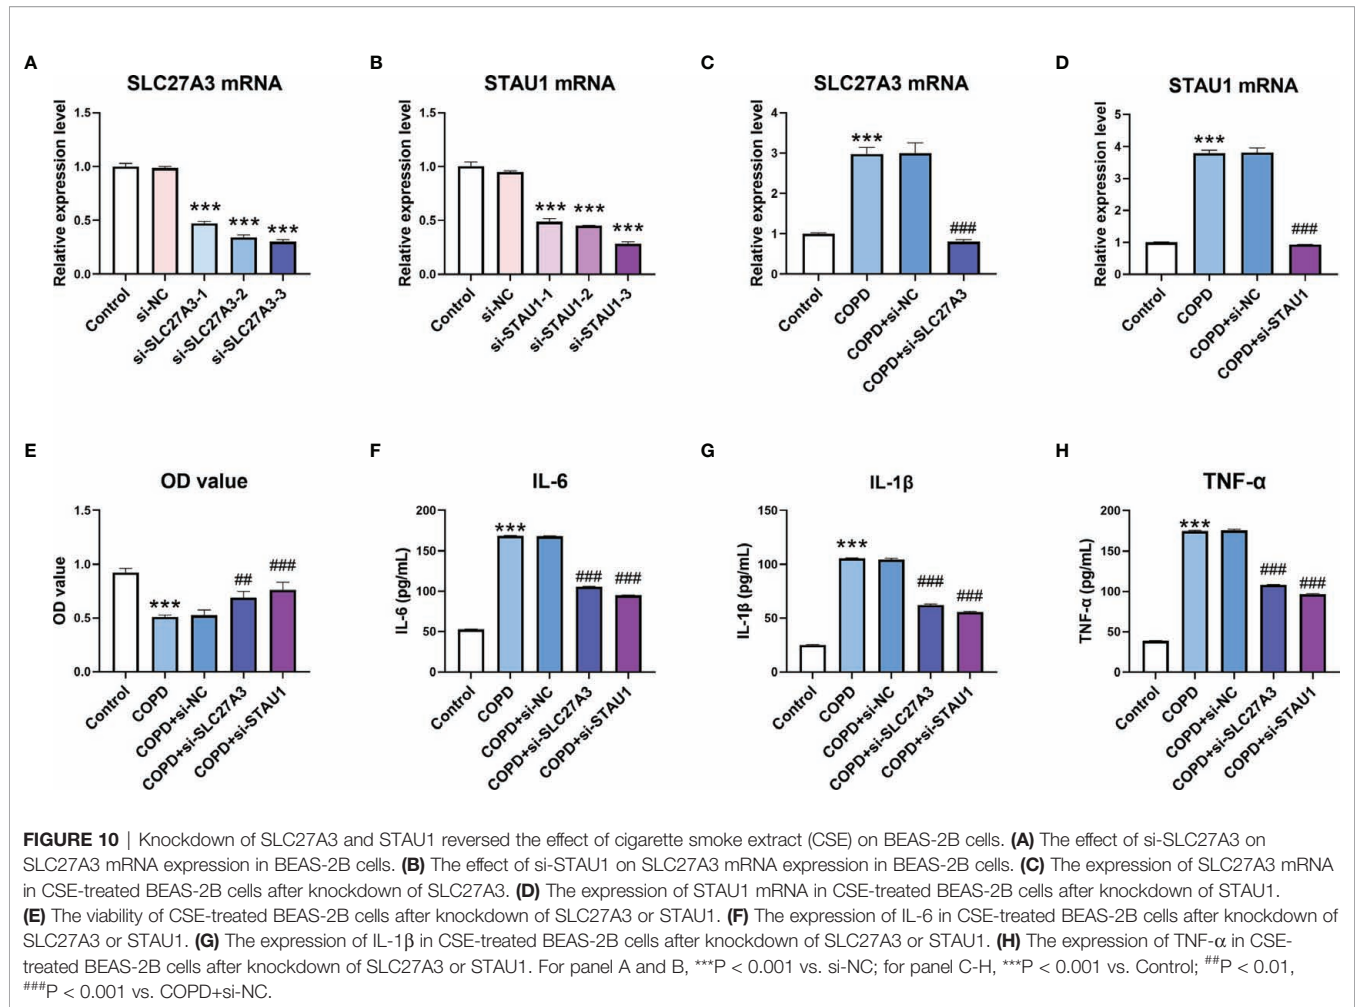 A
SLC27A3 mRNA
Relative expression level
1.5
1.0
0.5
0.0
***
***
***
Control
si-NC
si-SLC27A3-1
si-SLC27A3-2
si-SLC27A3-3
B
STAU1 mRNA
Relative expression level
1.5
1.0
0.5
0.0
***
***
***
Control
si-NC
si-STAU1-1
si-STAU1-2
si-STAU1-3
C
SLC27A3 mRNA
Relative expression level
4
3
2
1
0
***
###
Control
COPD
COPD+si-NC
COPD+si-SLC27A3
D
STAU1 mRNA
Relative expression level
5
4
3
2
1
0
***
###
Control
COPD
COPD+si-NC
COPD+si-STAU1
E
OD value
OD value
1.5
1.0
0.5
0.0
***
##
###
Control
COPD
COPD+si-NC
COPD+si-SLC27A3
COPD+si-STAU1
F
IL-6
IL-6 (pg/mL)
200
150
100
50
0
***
###
###
Control
COPD
COPD+si-NC
COPD+si-SLC27A3
COPD+si-STAU1
G
IL-1β
IL-1β (pg/mL)
150
100
50
0
***
###
###
Control
COPD
COPD+si-NC
COPD+si-SLC27A3
COPD+si-STAU1
H
TNF-α
TNF-α (pg/mL)
200
150
100
50
0
***
###
###
Control
COPD
COPD+si-NC
COPD+si-SLC27A3
COPD+si-STAU1
FIGURE 10 | Knockdown of SLC27A3 and STAU1 reversed the effect of cigarette smoke extract (CSE) on BEAS-2B cells. (A) The effect of si-SLC27A3 on
SLC27A3 mRNA expression in BEAS-2B cells. (B) The effect of si-STAU1 on SLC27A3 mRNA expression in BEAS-2B cells. (C) The expression of SLC27A3 mRNA
in CSE-treated BEAS-2B cells after knockdown of SLC27A3. (D) The expression of STAU1 mRNA in CSE-treated BEAS-2B cells after knockdown of STAU1.
(E) The viability of CSE-treated BEAS-2B cells after knockdown of SLC27A3 or STAU1. (F) The expression of IL-6 in CSE-treated BEAS-2B cells after knockdown of
SLC27A3 or STAU1. (G) The expression of IL-1β in CSE-treated BEAS-2B cells after knockdown of SLC27A3 or STAU1. (H) The expression of TNF-α in CSE-
treated BEAS-2B cells after knockdown of SLC27A3 or STAU1. For panel A and B, ***P < 0.001 vs. si-NC; for panel C-H, ***P < 0.001 vs. Control; ##P < 0.01,
###P < 0.001 vs. COPD+si-NC.